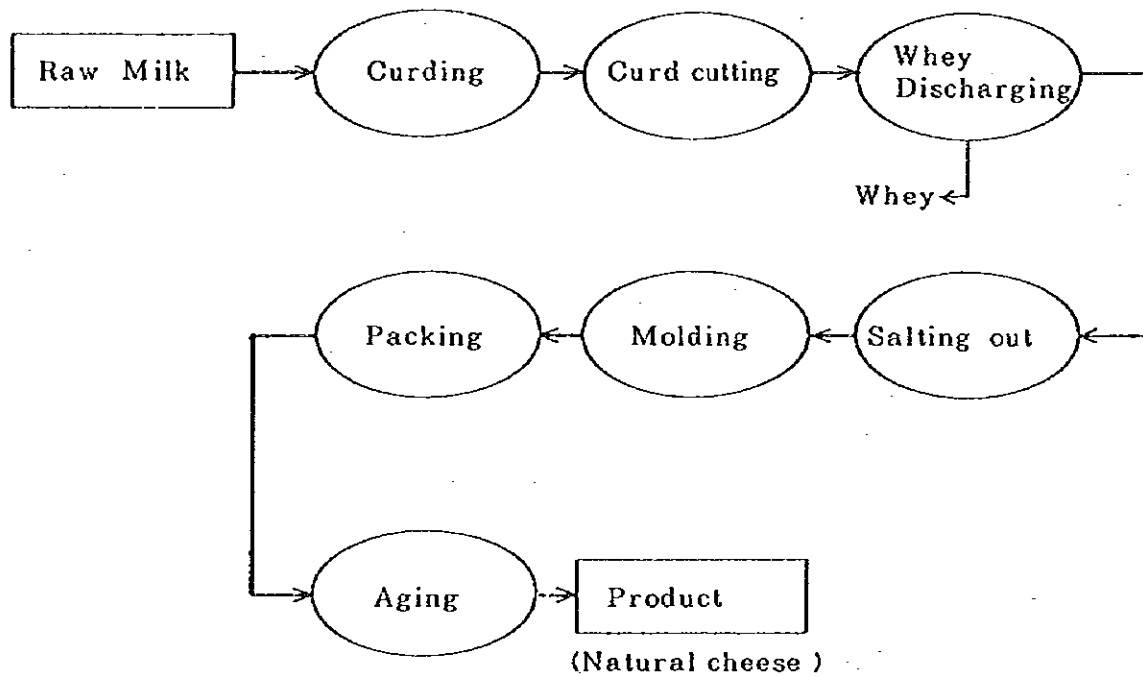 Raw Milk
Curding
Curd cutting
Whey
Discharging
Whey
Salting out
Molding
Packing
Aging
Product
(Natural cheese )